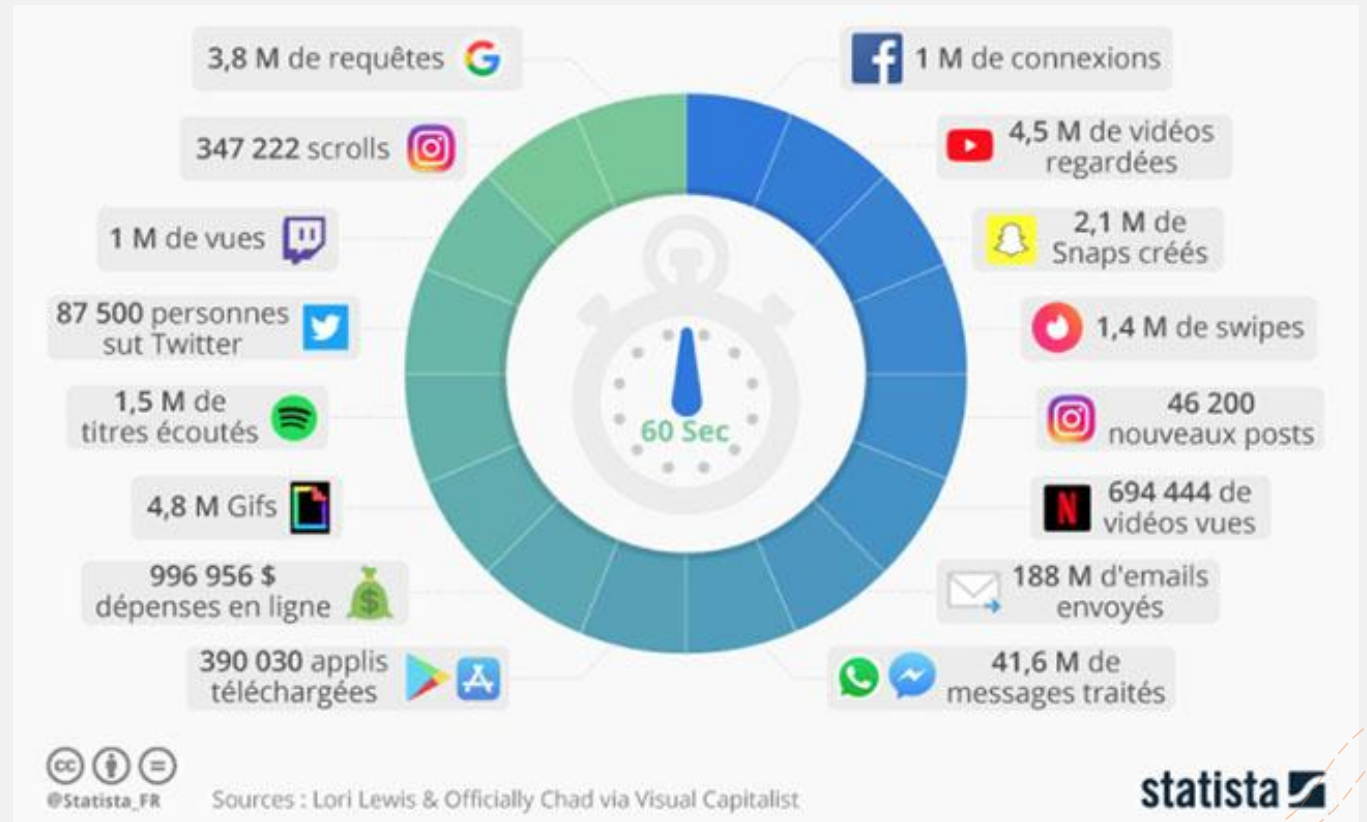 3,8 M de requêtes
1 M de connexions
347 222 scrolls
4,5 M de vidéos
regardées
1 M de vues
2,1 M de
Snaps créés
87 500 personnes
sut Twitter
1,4 M de swipes
1,5 M de
titres écoutés
46 200
nouveaux posts
4,8 M Gifs
694 444 de
vidéos vues
996 956 $
dépenses en ligne
188 M d'emails
envoyés
390 030 applis
téléchargées
41,6 M de
messages traités
60 Sec
@Statista_FR
Sources : Lori Lewis & Officially Chad via Visual Capitalist
statista